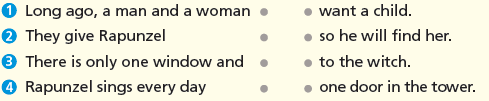 1 Long ago, a man and a woman ● ● want a child.
2 They give Rapunzel ● ● so he will find her.
3 There is only one window and ● ● to the witch.
4 Rapunzel sings every day ● ● one door in the tower.